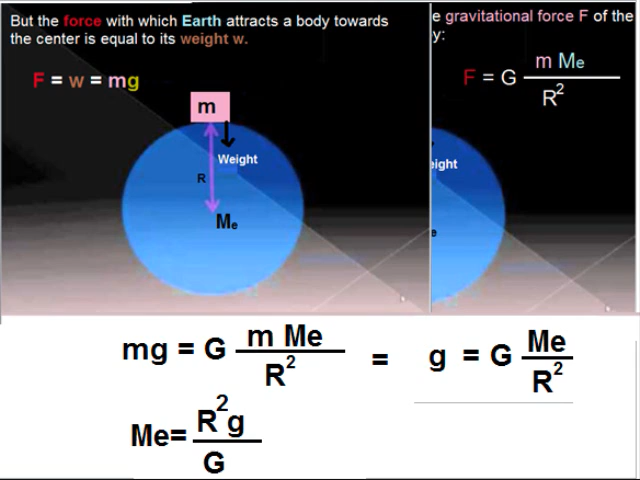 But the force with which Earth attracts a body towards
the center is equal to its weight w.
F = w = mg
m
Weight
R
Me
e gravitational force F of the
y:
F = G m Me / R²
eight
e
mg = G m Me / R² = g = G Me / R²
Me= R²g / G